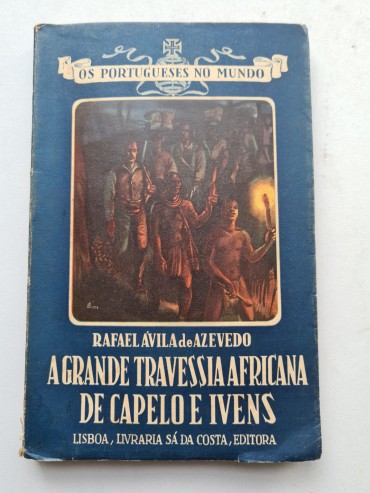 OS PORTUGUESES NO MUNDO
RAFAEL ÁVILA de AZEVEDO
A GRANDE TRAVESSIA AFRICANA
DE CAPELO E IVENS
LISBOA, LIVRARIA SÁ DA COSTA, EDITORA